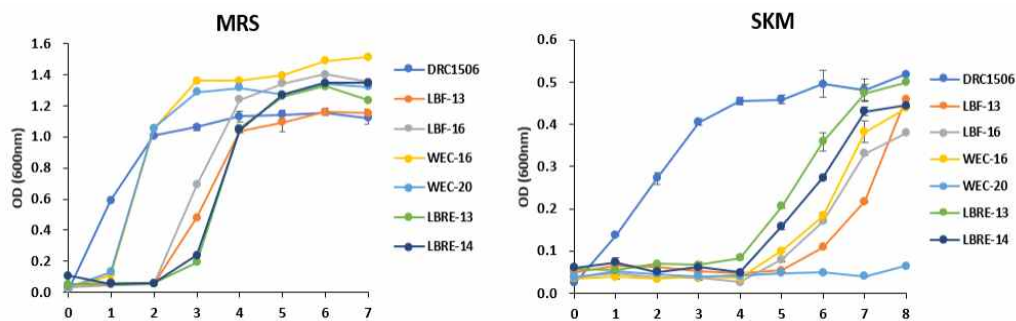 MRS
1.6
1.4
1.2
1.0
0.8
0.6
0.4
0.2
0.0
OD (600nm)
0 1 2 3 4 5 6 7
DRC1506
LBF-13
LBF-16
WEC-16
WEC-20
LBRE-13
LBRE-14
SKM
0.6
0.5
0.4
0.3
0.2
0.1
0.0
OD (600nm)
0 1 2 3 4 5 6 7 8
DRC1506
LBF-13
LBF-16
WEC-16
WEC-20
LBRE-13
LBRE-14